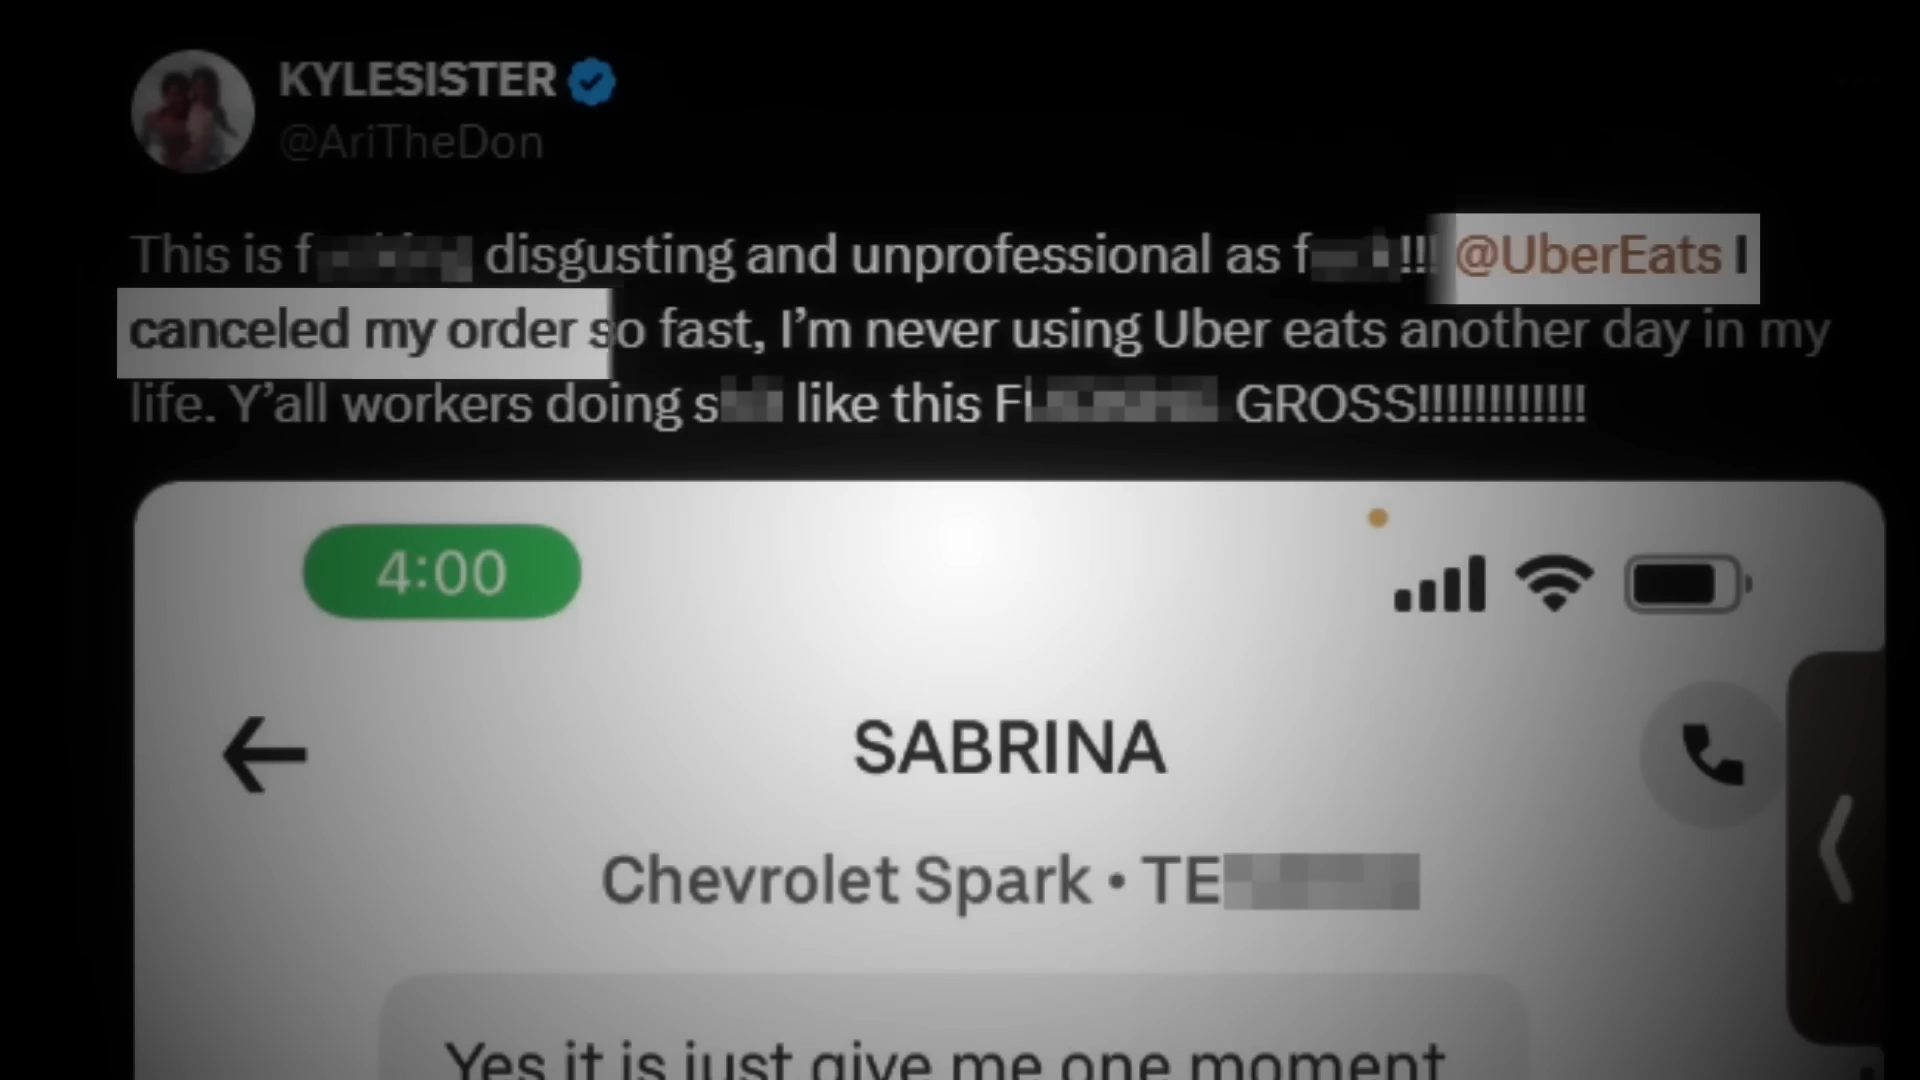 KYLESISTER
@AriTheDon
This is f disgusting and unprofessional as f !!! @UberEats I
canceled my order so fast, I'm never using Uber eats another day in my
life. Y'all workers doing s like this F GROSS!!!!!!!!!!!!
4:00
SABRINA
Chevrolet Spark • TE
Yes it is just give me one moment